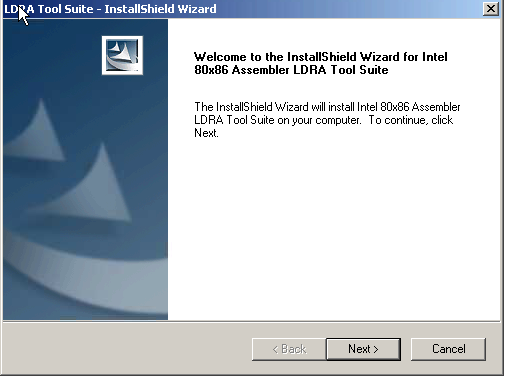 LDRA Tool Suite - InstallShield Wizard
Welcome to the InstallShield Wizard for Intel
80x86 Assembler LDRA Tool Suite
The InstallShield Wizard will install Intel 80x86 Assembler
LDRA Tool Suite on your computer. To continue, click
Next.
< Back
Next >
Cancel